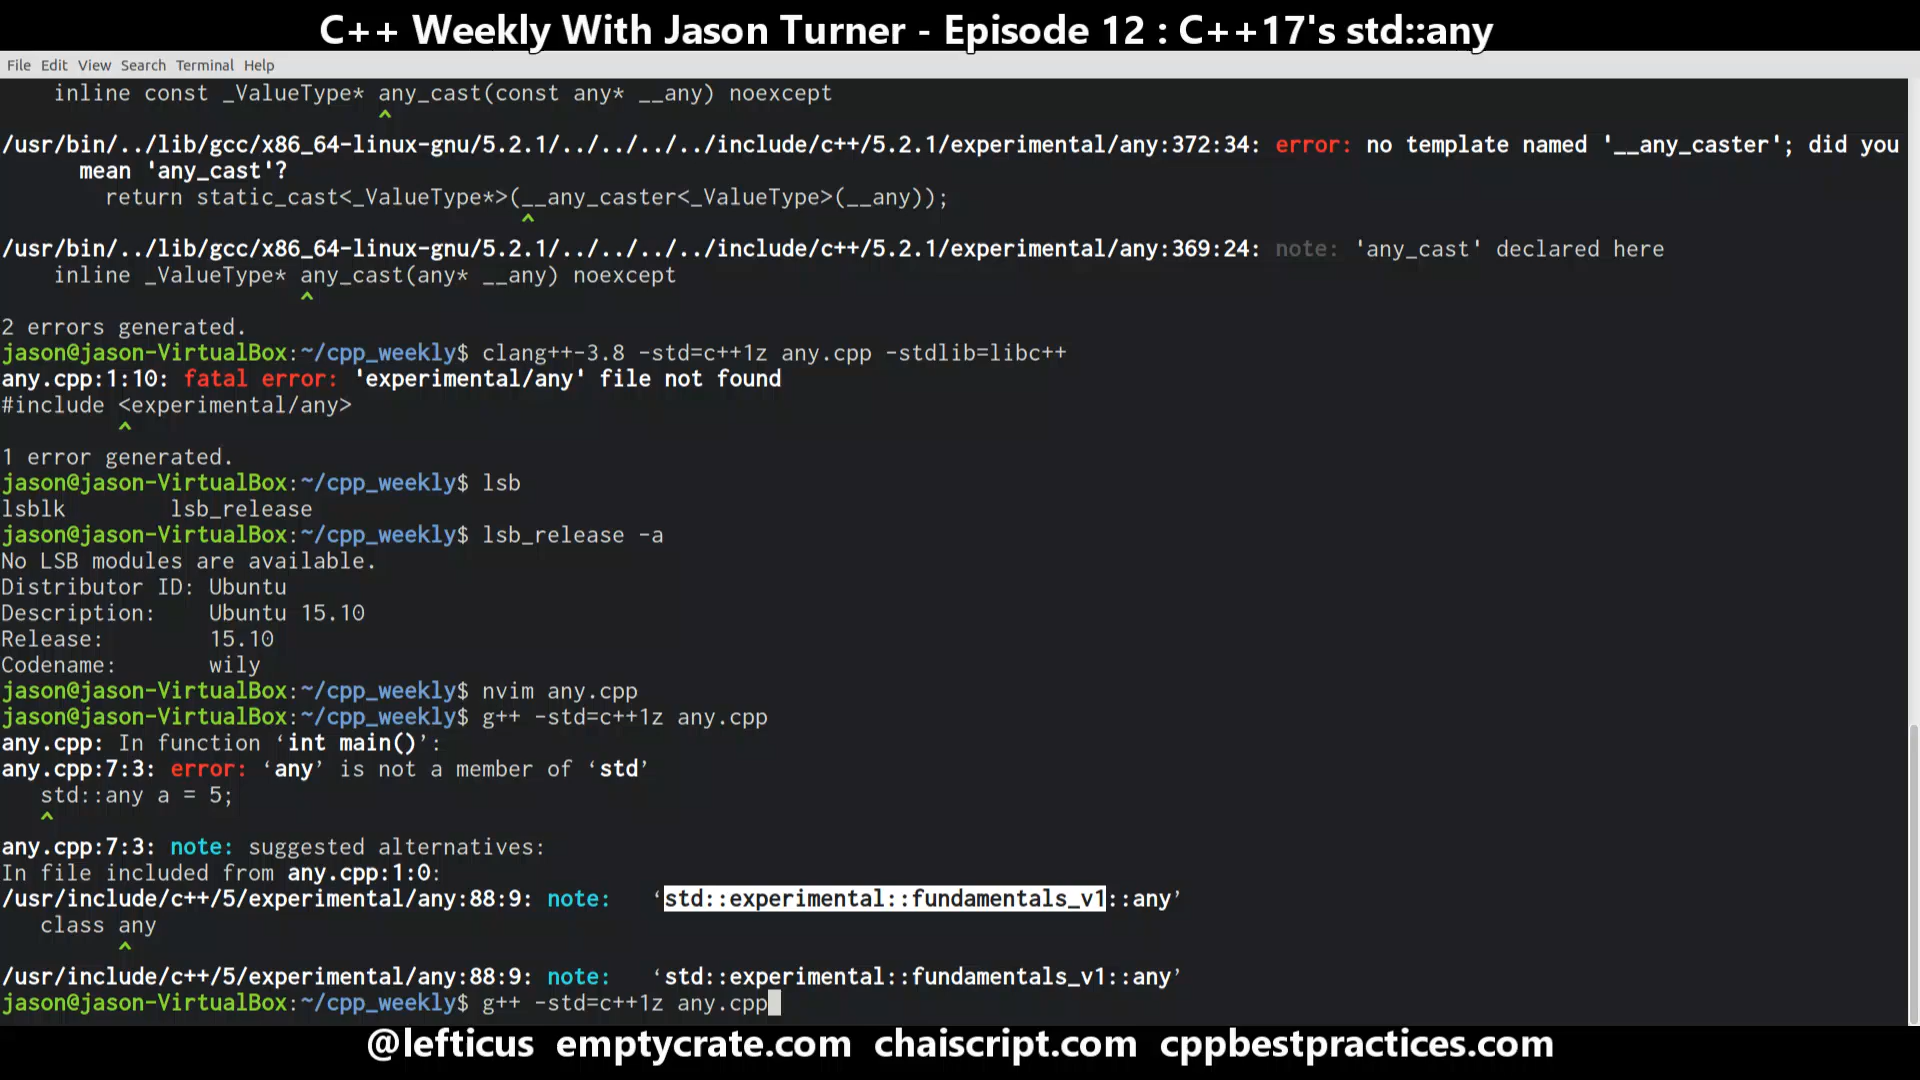 C++ Weekly With Jason Turner - Episode 12 : C++17's std::any
File Edit View Search Terminal Help
    inline const _ValueType* any_cast(const any* __any) noexcept
                             ^
/usr/bin/../lib/gcc/x86_64-linux-gnu/5.2.1/../../../../include/c++/5.2.1/experimental/any:372:34: error: no template named '__any_caster'; did you
      mean 'any_cast'?
        return static_cast<_ValueType*>(__any_caster<_ValueType>(__any));
                                        ^
/usr/bin/../lib/gcc/x86_64-linux-gnu/5.2.1/../../../../include/c++/5.2.1/experimental/any:369:24: note: 'any_cast' declared here
    inline _ValueType* any_cast(any* __any) noexcept
                       ^
2 errors generated.
jason@jason-VirtualBox:~/cpp_weekly$ clang++-3.8 -std=c++1z any.cpp -stdlib=libc++
any.cpp:1:10: fatal error: 'experimental/any' file not found
#include <experimental/any>
         ^
1 error generated.
jason@jason-VirtualBox:~/cpp_weekly$ lsb
lsblk        lsb_release
jason@jason-VirtualBox:~/cpp_weekly$ lsb_release -a
No LSB modules are available.
Distributor ID: Ubuntu
Description:    Ubuntu 15.10
Release:        15.10
Codename:       wily
jason@jason-VirtualBox:~/cpp_weekly$ nvim any.cpp
jason@jason-VirtualBox:~/cpp_weekly$ g++ -std=c++1z any.cpp
any.cpp: In function ‘int main()’:
any.cpp:7:3: error: ‘any’ is not a member of ‘std’
   std::any a = 5;
   ^
any.cpp:7:3: note: suggested alternatives:
In file included from any.cpp:1:0:
/usr/include/c++/5/experimental/any:88:9: note:   ‘std::experimental::fundamentals_v1::any’
   class any
         ^
/usr/include/c++/5/experimental/any:88:9: note:   ‘std::experimental::fundamentals_v1::any’
jason@jason-VirtualBox:~/cpp_weekly$ g++ -std=c++1z any.cpp
@lefticus emptycrate.com chaiscript.com cppbestpractices.com